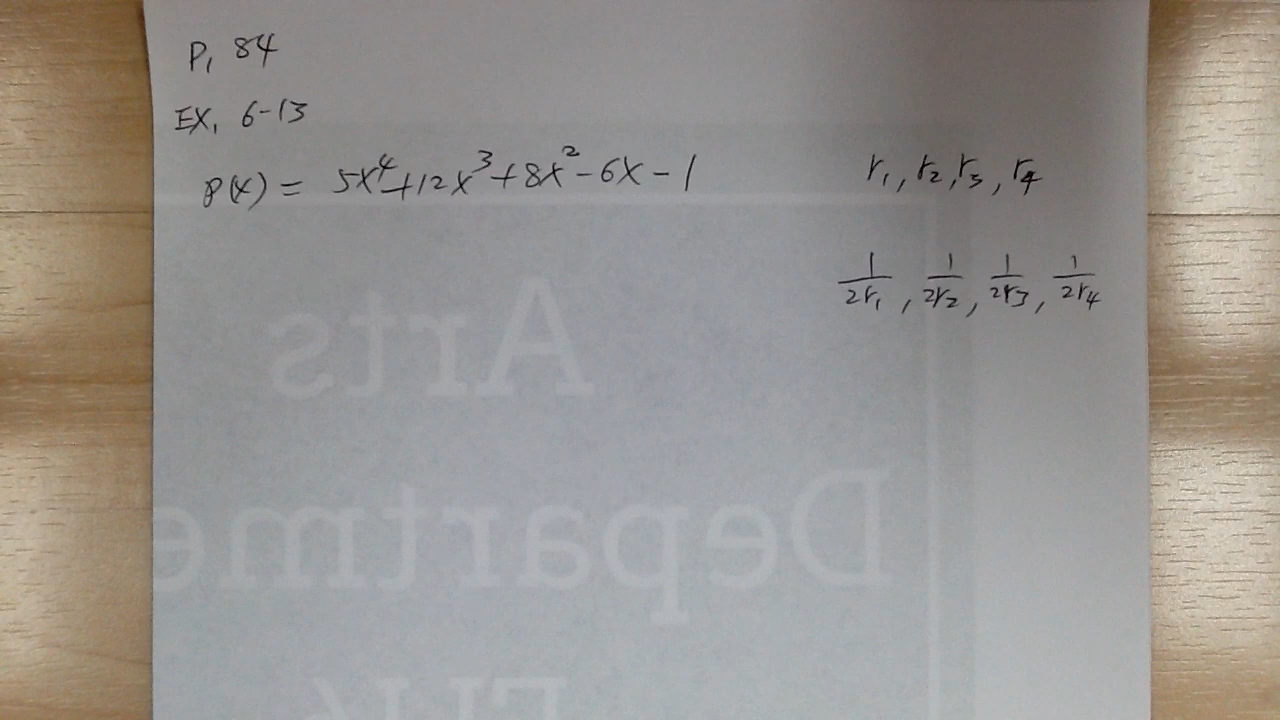 P, 84
EX, 6-13
P(x) = 5x⁴+12x³+8x²-6x-1
r₁, r₂, r₃, r₄
1/2r₁, 1/2r₂, 1/2r₃, 1/2r₄
Arts
Departme